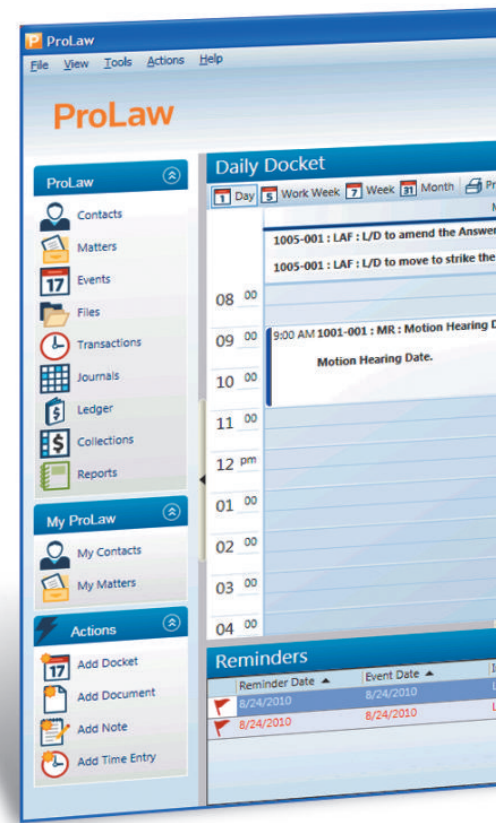 ProLaw
File View Tools Actions Help
ProLaw
ProLaw
Contacts
Matters
17 Events
Files
Transactions
Journals
$ Ledger
$ Collections
Reports
My ProLaw
My Contacts
My Matters
Actions
17 Add Docket
Add Document
Add Note
Add Time Entry
Daily Docket
1 Day 5 Work Week 7 Week 31 Month Pr
1005-001 : LAF : L/D to amend the Answer
1005-001 : LAF : L/D to move to strike the
08 00
09 00 9:00 AM 1001-001 : MR : Motion Hearing D
Motion Hearing Date.
10 00
11 00
12 pm
01 00
02 00
03 00
04 00
Reminders
Reminder Date Event Date
8/24/2010 8/24/2010 L
8/24/2010 8/24/2010 L